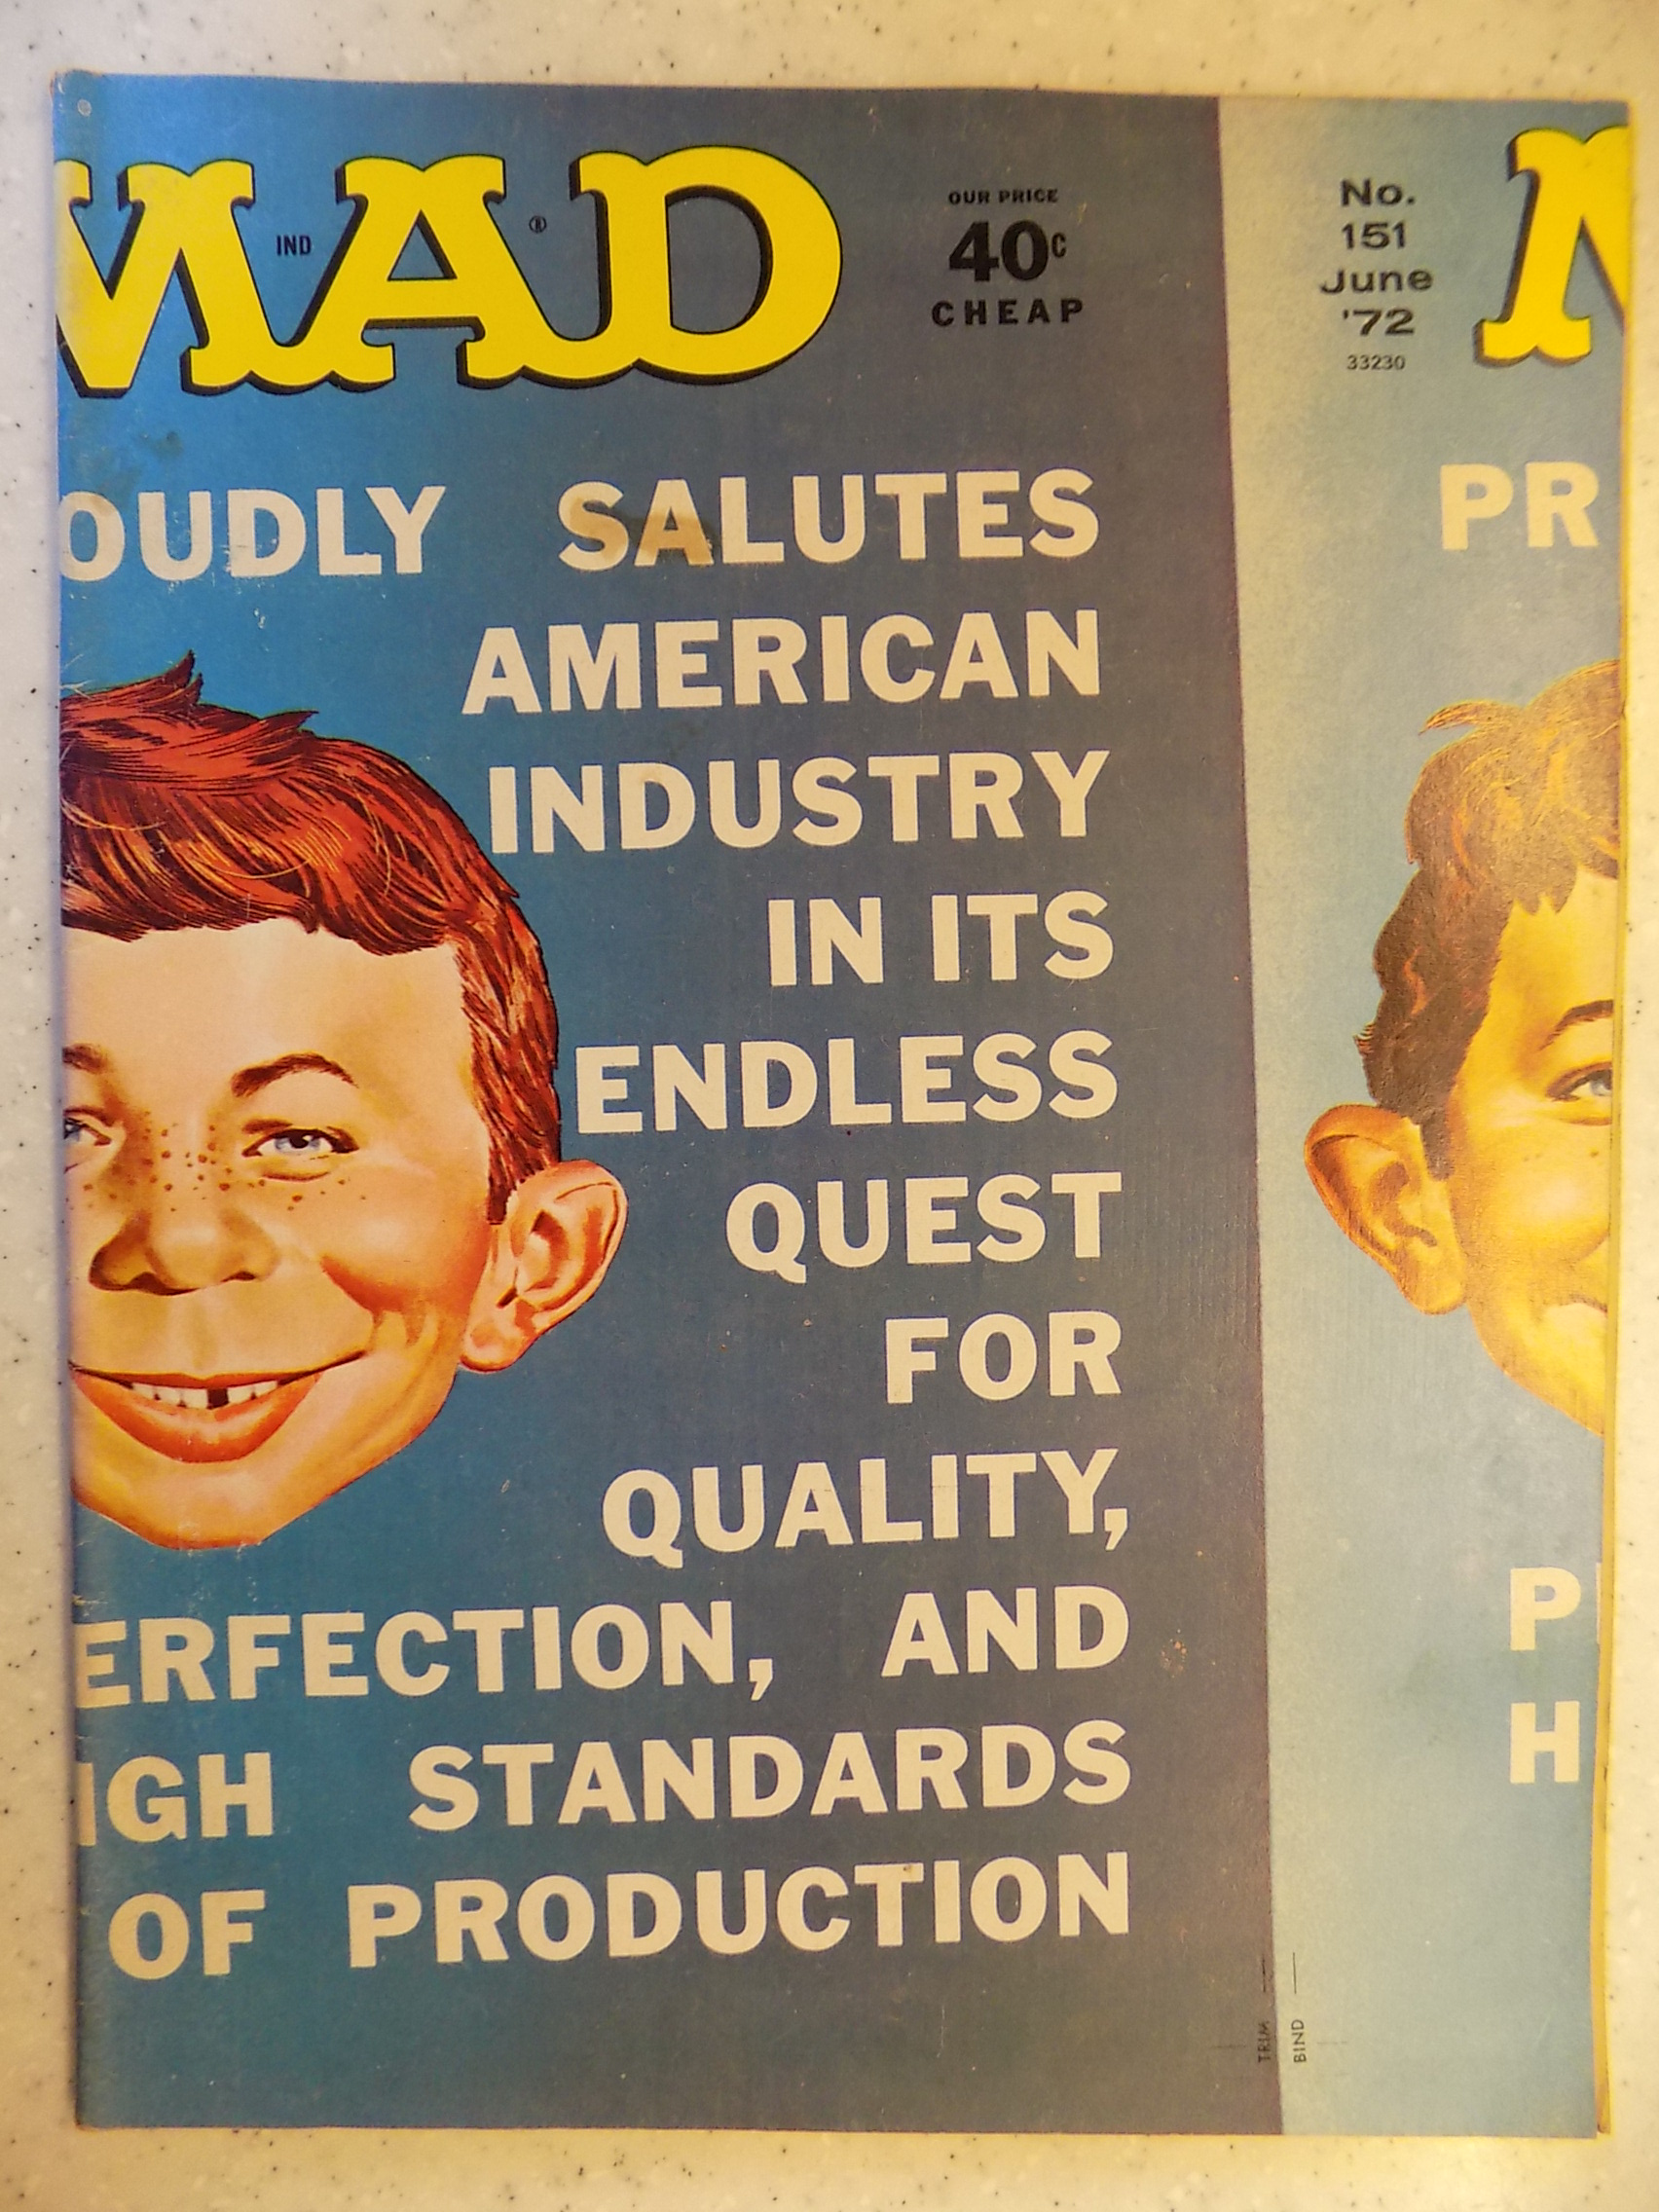 MAD
IND
®
OUR PRICE
40c
CHEAP
No.
151
June
'72
33230
M
OUDLY SALUTES
PR
AMERICAN
INDUSTRY
IN ITS
ENDLESS
QUEST
FOR
QUALITY,
ERFECTION, AND
P
IGH STANDARDS
H
OF PRODUCTION
TRIM
BIND